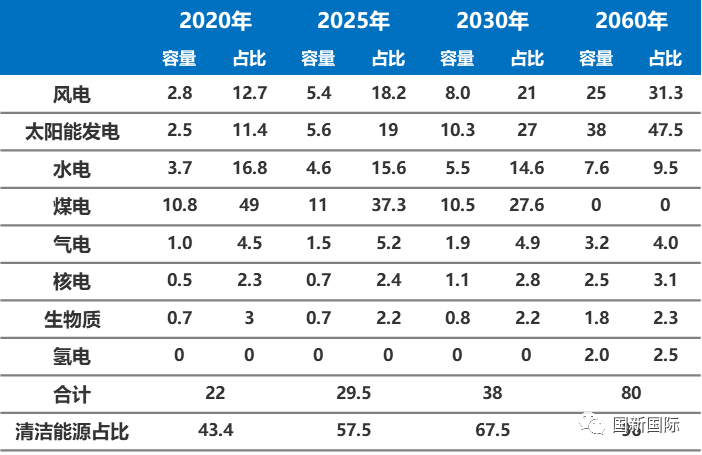 2020年 2025年 2030年 2060年
容量 占比 容量 占比 容量 占比 容量 占比
风电 2.8 12.7 5.4 18.2 8.0 21 25 31.3
太阳能发电 2.5 11.4 5.6 19 10.3 27 38 47.5
水电 3.7 16.8 4.6 15.6 5.5 14.6 7.6 9.5
煤电 10.8 49 11 37.3 10.5 27.6 0 0
气电 1.0 4.5 1.5 5.2 1.9 4.9 3.2 4.0
核电 0.5 2.3 0.7 2.4 1.1 2.8 2.5 3.1
生物质 0.7 3 0.7 2.2 0.8 2.2 1.8 2.3
氢电 0 0 0 0 0 0 2.0 2.5
合计 22 29.5 38 80
清洁能源占比 43.4 57.5 67.5
国新国际